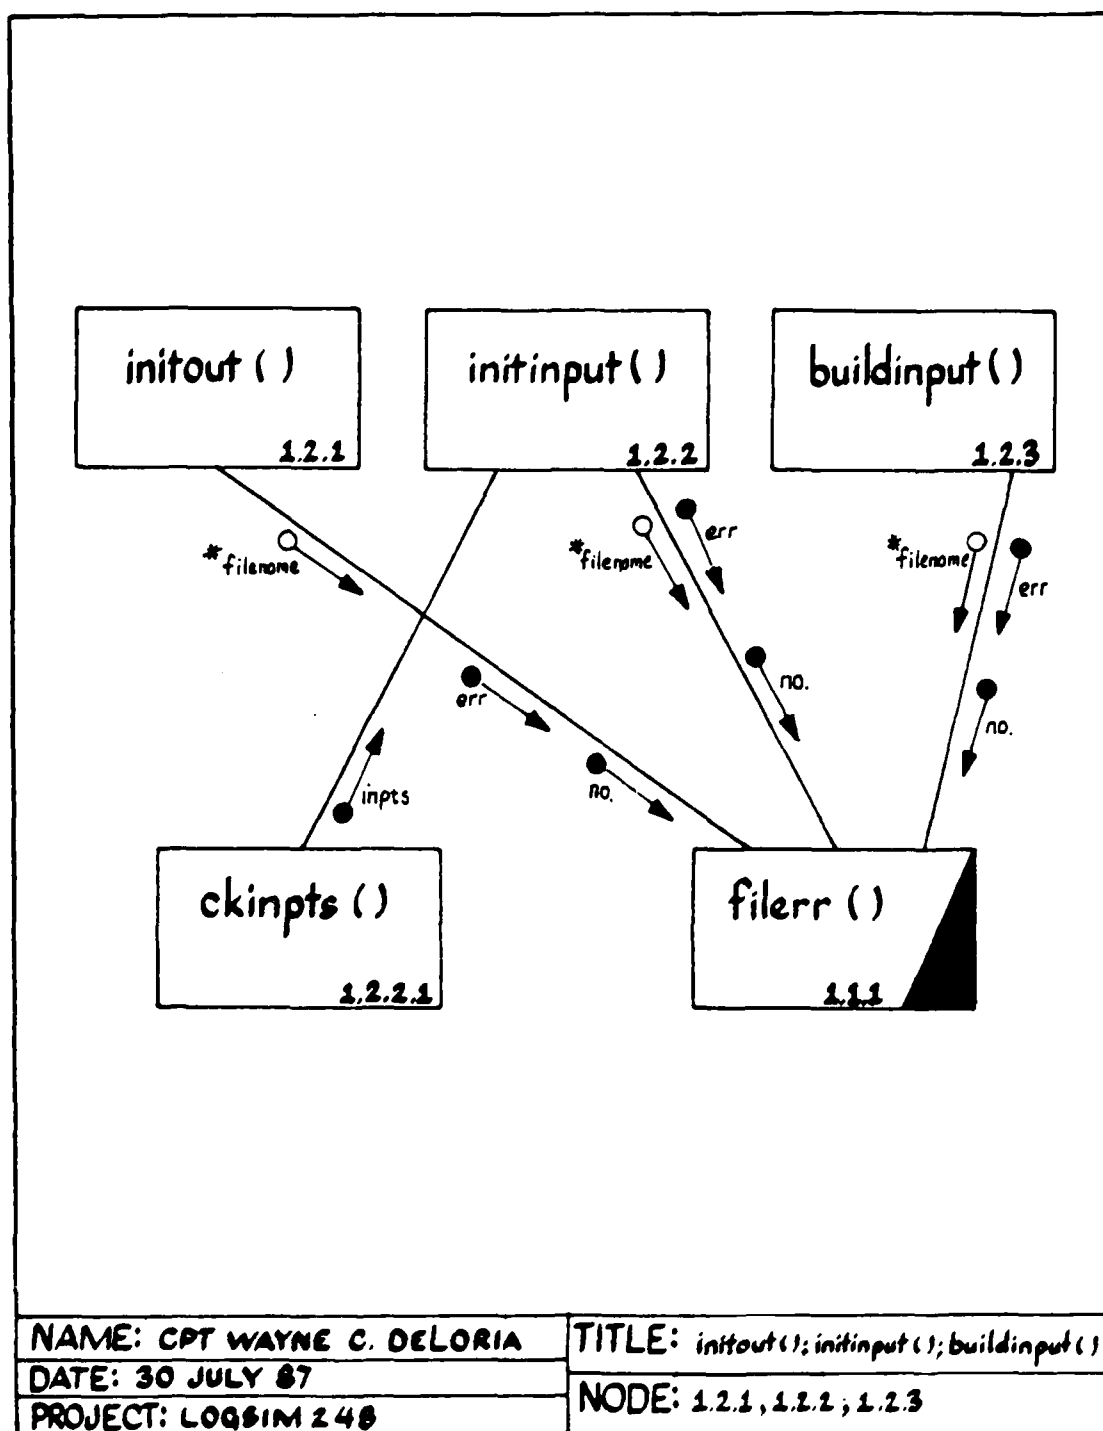 initout ( )
1.2.1
initinput ( )
1.2.2
buildinput ( )
1.2.3
*filename
*filename
err
*filename
err
err
no.
no.
inpts
no.
ckinpts ( )
1.2.2.1
filerr ( )
1.1.1
NAME: CPT WAYNE C. DELORIA
TITLE: initout(); initinput(); buildinput()
DATE: 30 JULY 87
NODE: 1.2.1, 1.2.2; 1.2.3
PROJECT: